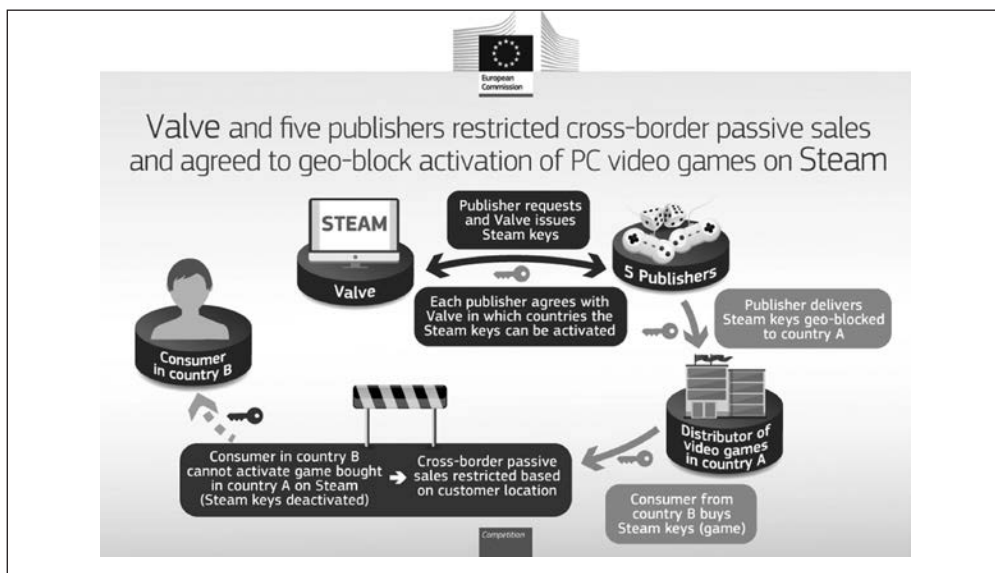 European
Commission
Valve and five publishers restricted cross-border passive sales
and agreed to geo-block activation of PC video games on Steam
STEAM
Valve
Publisher requests
and Valve issues
Steam keys
5 Publishers
Each publisher agrees with
Valve in which countries the
Steam keys can be activated
Publisher delivers
Steam keys geo-blocked
to country A
Consumer
in country B
Distributor of
video games
in country A
Consumer in country B
cannot activate game bought
in country A on Steam
(Steam keys deactivated)
Cross-border passive
sales restricted based
on customer location
Consumer from
country B buys
Steam keys (game)
Competition